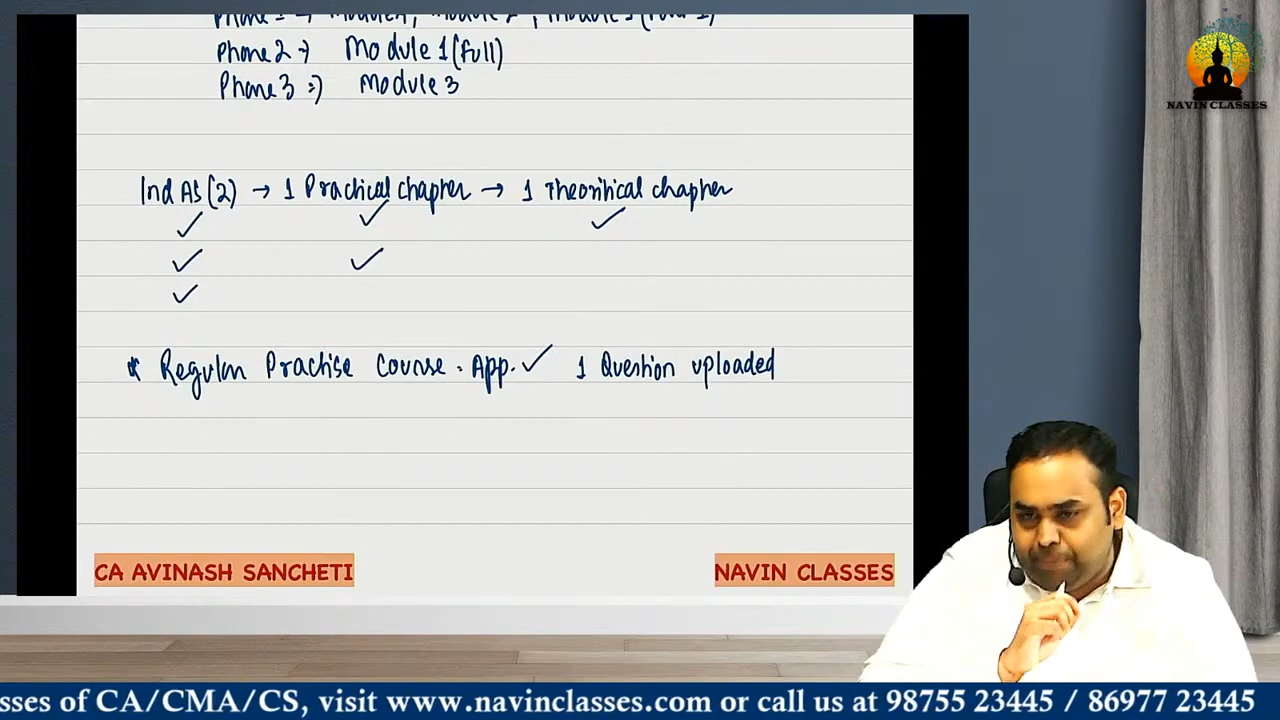 Phone 2 => Module 1 (Full)
Phone 3 => Module 3
Ind AS (2) → 1 Practical chapter → 1 Theoritical chapter
* Regular Practise Course - App. ✓ 1 Question uploaded
CA AVINASH SANCHETI
NAVIN CLASSES
NAVIN CLASSES
sses of CA/CMA/CS, visit www.navinclasses.com or call us at 98755 23445 / 86977 23445